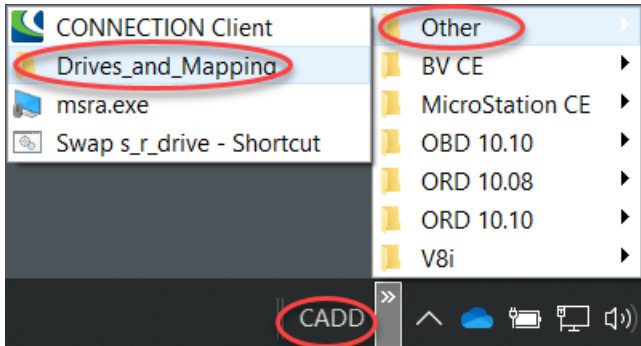 CONNECTION Client
Drives_and_Mapping
msra.exe
Swap s_r_drive - Shortcut
Other
BV CE
MicroStation CE
OBD 10.10
ORD 10.08
ORD 10.10
V8i
CADD